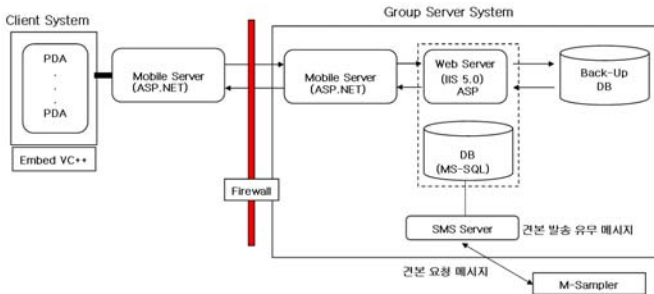 Client System
PDA
PDA
Embed VC++
Mobile Server
(ASP.NET)
Firewall
Group Server System
Mobile Server
(ASP.NET)
Web Server
(IIS 5.0)
ASP
Back-Up
DB
DB
(MS-SQL)
SMS Server
견본 발송 유무 메시지
견본 요청 메시지
M-Sampler